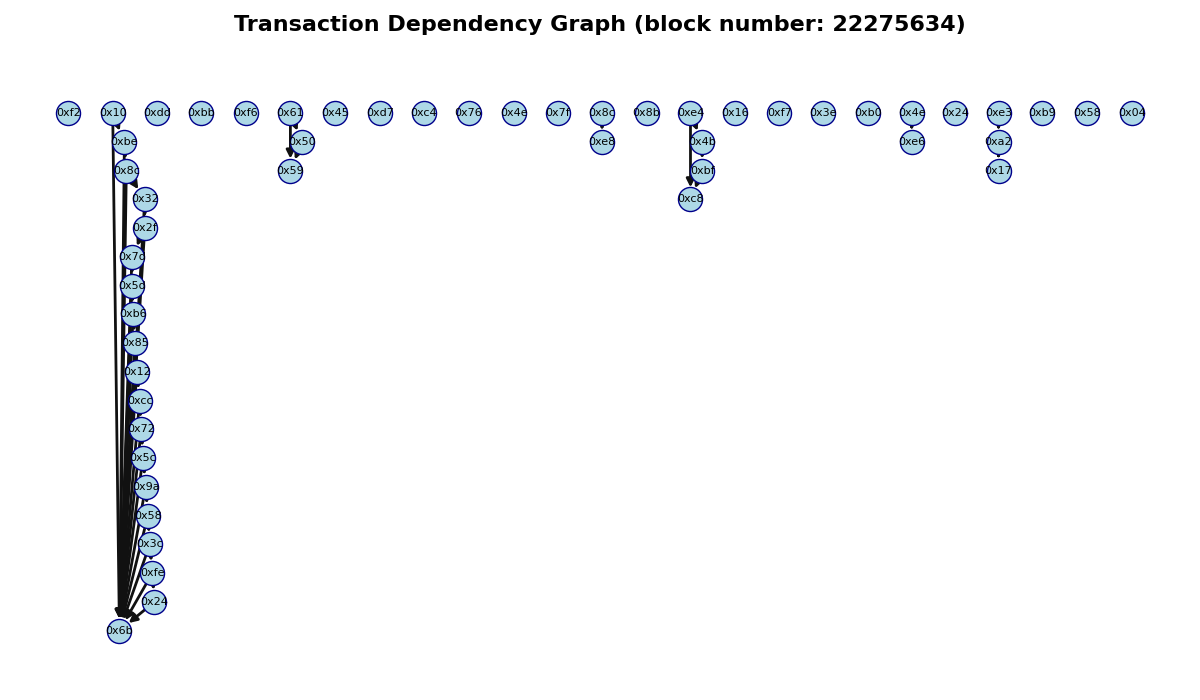 Transaction Dependency Graph (block number: 22275634)
0xf2 0x10 0xdd 0xbb 0xf6 0x61 0x45 0xd7 0xc4 0x76 0x4e 0x7f 0x8c 0x8b 0xe4 0x16 0xf7 0x3e 0xb0 0x4e 0x24 0xe3 0xb9 0x58 0x04
0xbe 0x50 0xe8 0x4b 0xe6 0xa2
0x8c 0x59 0xbf 0x17
0x32 0xc8
0x2f
0x7d
0x5d
0xb6
0x85
0x12
0xcc
0x72
0x5c
0x9a
0x58
0x3c
0xfe
0x24
0x6b